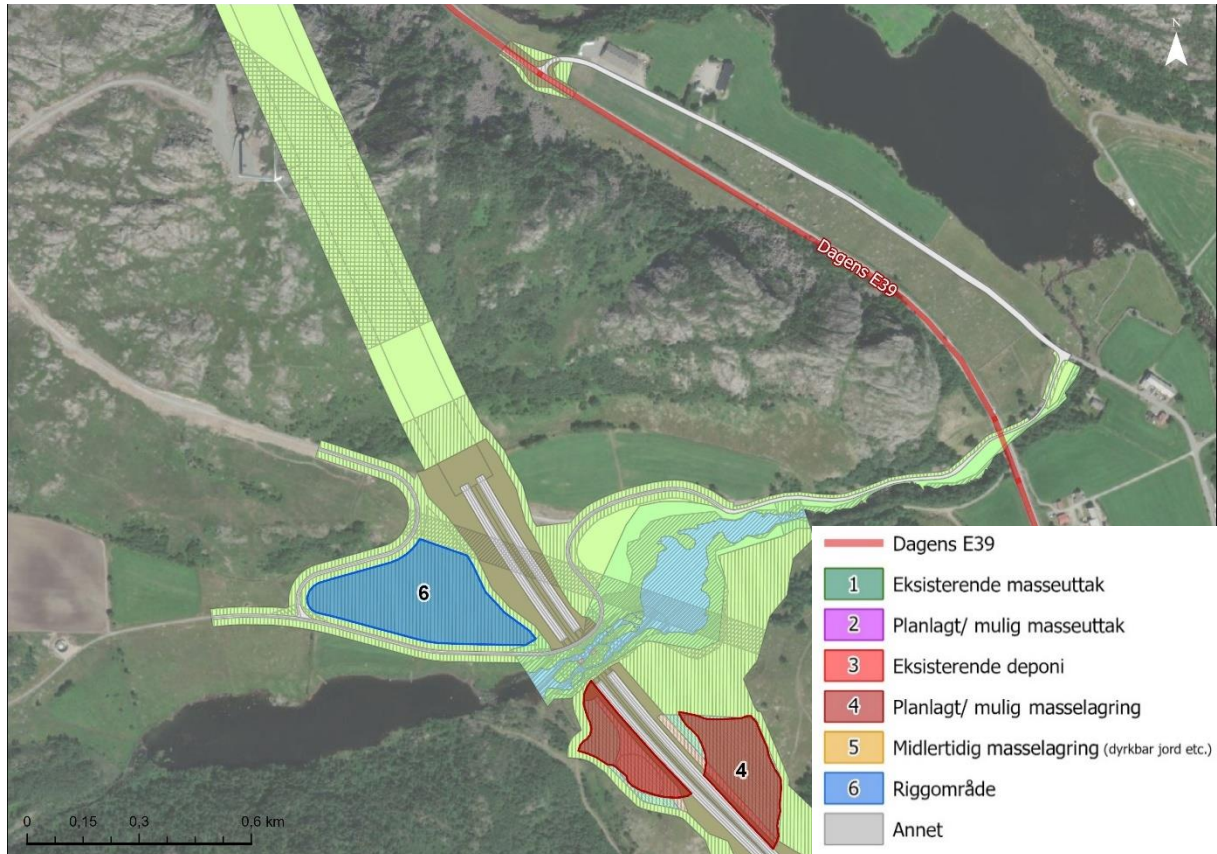 N
Dagens E39
6
4
0 0,15 0,3 0,6 km
Dagens E39
1 Eksisterende masseuttak
2 Planlagt/ mulig masseuttak
3 Eksisterende deponi
4 Planlagt/ mulig masselagring
5 Midlertidig masselagring (dyrkbar jord etc.)
6 Riggområde
Annet